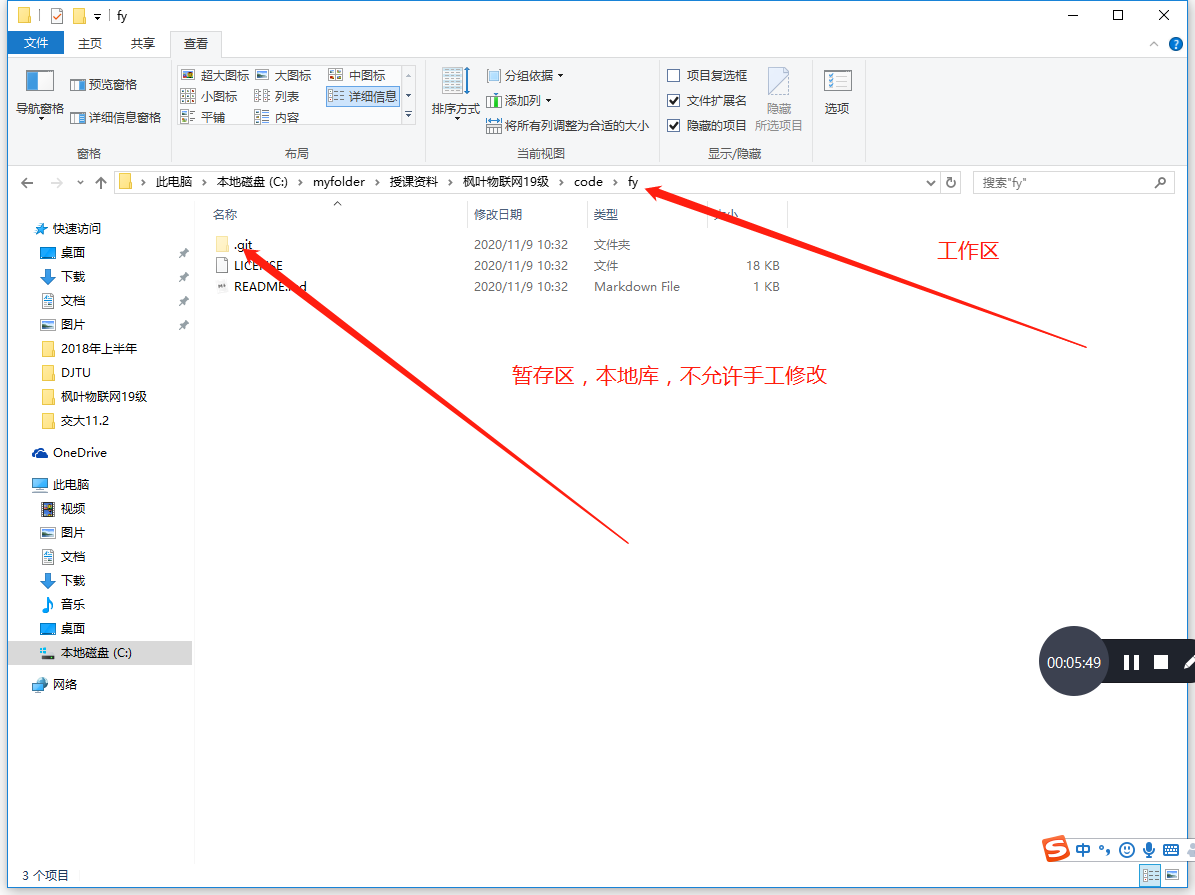 fy
文件 主页 共享 查看
导航窗格 预览窗格 详细信息窗格
窗格
超大图标 大图标 中图标
小图标 列表 详细信息
平铺 内容
布局
排序方式 分组依据
添加列
将所有列调整为合适的大小
当前视图
项目复选框
文件扩展名
隐藏的项目
隐藏
所选项目
显示/隐藏
选项
此电脑 本地磁盘 (C:) myfolder 授课资料 枫叶物联网19级 code fy
搜索"fy"
名称 修改日期 类型
.git 2020/11/9 10:32 文件夹
LICENSE 2020/11/9 10:32 文件 18 KB
README.md 2020/11/9 10:32 Markdown File 1 KB
工作区
暂存区，本地库，不允许手工修改
快速访问
桌面
下载
文档
图片
2018年上半年
DJTU
枫叶物联网19级
交大11.2
OneDrive
此电脑
视频
图片
文档
下载
音乐
桌面
本地磁盘 (C:)
网络
00:05:49
中
3 个项目